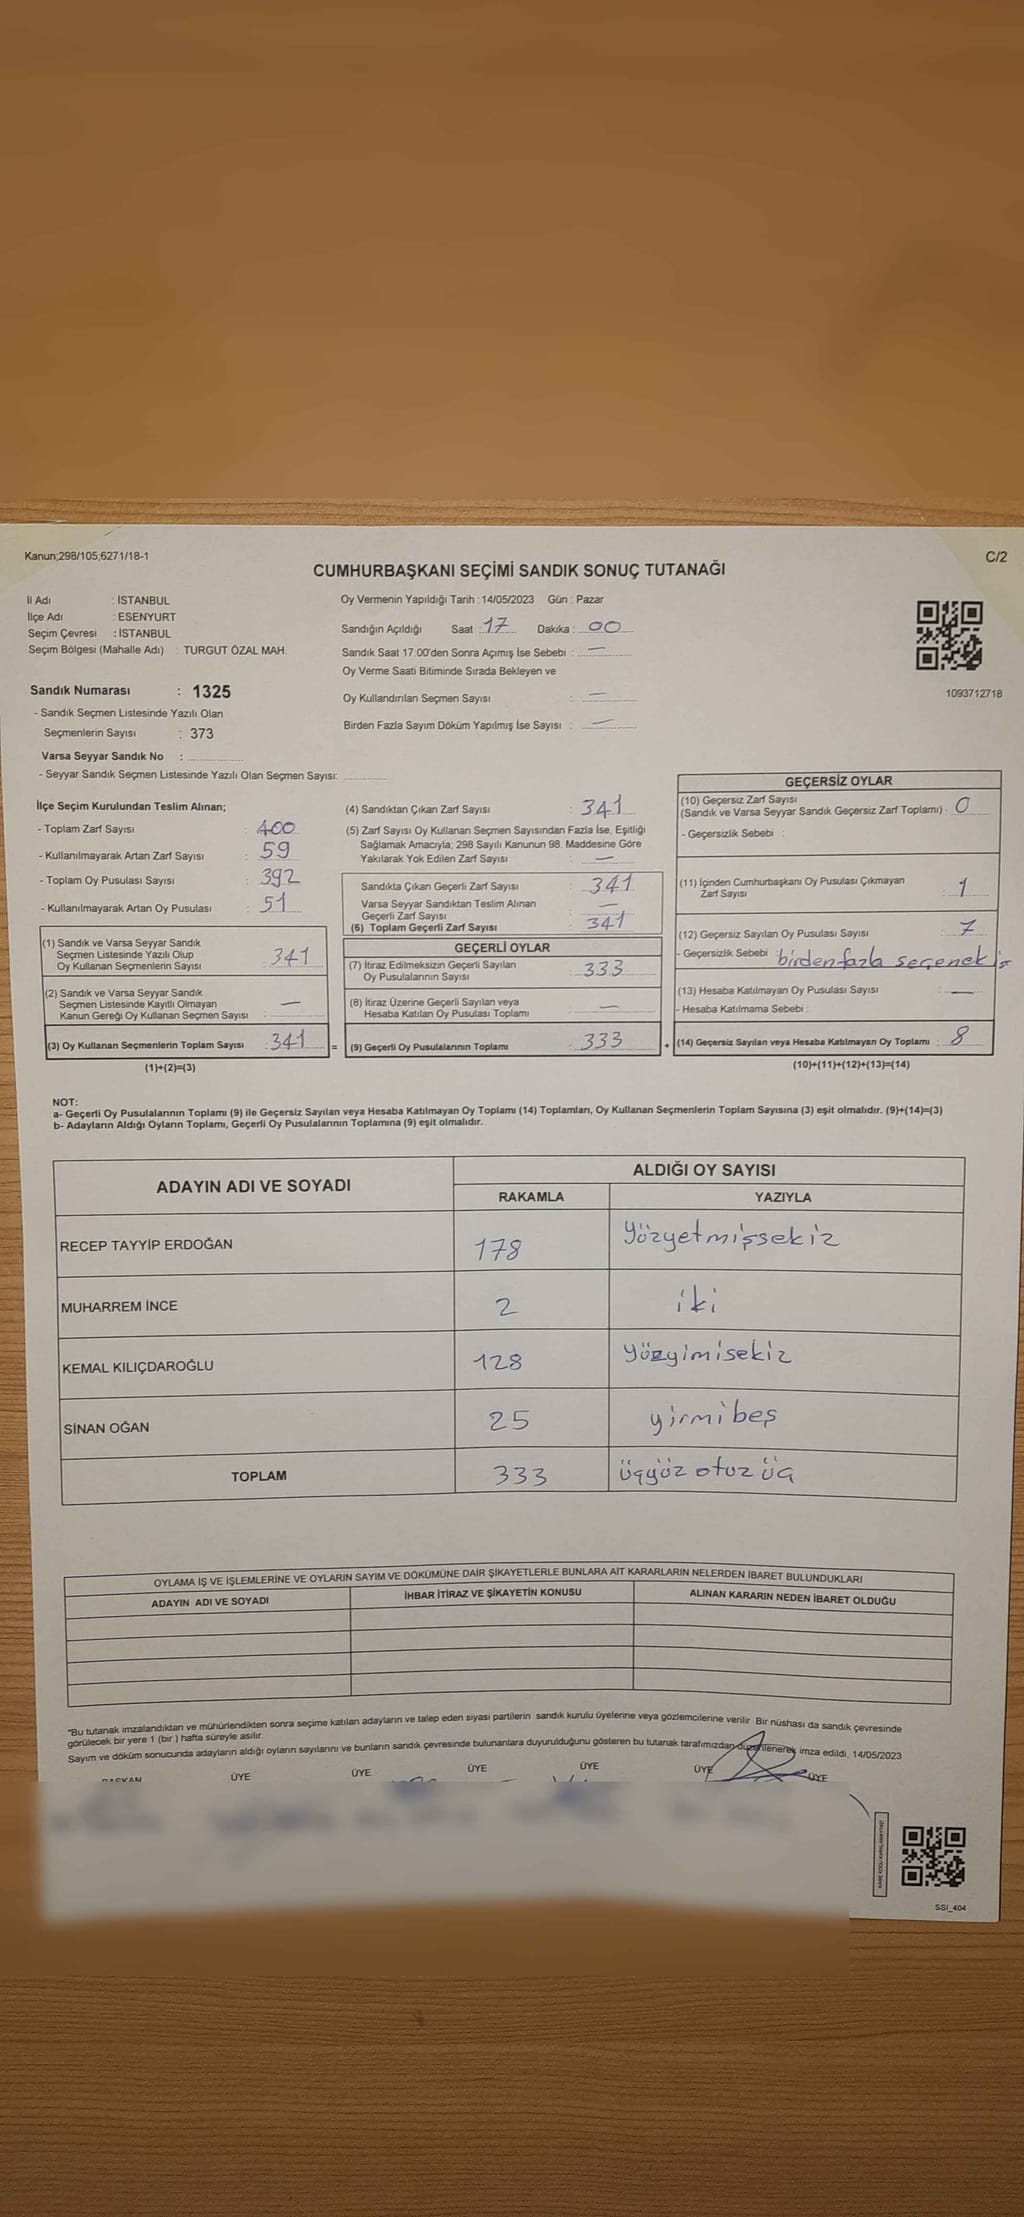 Kanun;298/105;6271/18-1
C/2
CUMHURBAŞKANI SEÇİMİ SANDIK SONUÇ TUTANAĞI
İl Adı : İSTANBUL
İlçe Adı : ESENYURT
Seçim Çevresi : İSTANBUL
Seçim Bölgesi (Mahalle Adı) : TURGUT ÖZAL MAH.
Oy Vermenin Yapıldığı Tarih : 14/05/2023 Gün : Pazar
Sandığın Açıldığı Saat : 17 Dakika : 00
Sandık Saat 17:00'den Sonra Açımış İse Sebebi : —
Oy Verme Saati Bitiminde Sırada Bekleyen ve
Oy Kullandırılan Seçmen Sayısı : —
Birden Fazla Sayım Döküm Yapılmış İse Sayısı : —
1093712718
Sandık Numarası : 1325
- Sandık Seçmen Listesinde Yazılı Olan
Seçmenlerin Sayısı : 373
Varsa Seyyar Sandık No :
- Seyyar Sandık Seçmen Listesinde Yazılı Olan Seçmen Sayısı:
İlçe Seçim Kurulundan Teslim Alınan;
- Toplam Zarf Sayısı : 400
- Kullanılmayarak Artan Zarf Sayısı : 59
- Toplam Oy Pusulası Sayısı : 392
- Kullanılmayarak Artan Oy Pusulası : 51
(1) Sandık ve Varsa Seyyar Sandık
Seçmen Listesinde Yazılı Olup
Oy Kullanan Seçmenlerin Sayısı : 341
(2) Sandık ve Varsa Seyyar Sandık
Seçmen Listesinde Kayıtlı Olmayan
Kanun Gereği Oy Kullanan Seçmen Sayısı : —
(3) Oy Kullanan Seçmenlerin Toplam Sayısı : 341 =
(1)+(2)=(3)
(4) Sandıktan Çıkan Zarf Sayısı : 341
(5) Zarf Sayısı Oy Kullanan Seçmen Sayısından Fazla İse, Eşitliği
Sağlamak Amacıyla; 298 Sayılı Kanunun 98. Maddesine Göre
Yakılarak Yok Edilen Zarf Sayısı : —
Sandıkta Çıkan Geçerli Zarf Sayısı : 341
Varsa Seyyar Sandıktan Teslim Alınan
Geçerli Zarf Sayısı : —
(6) Toplam Geçerli Zarf Sayısı : 341
GEÇERLİ OYLAR
(7) İtiraz Edilmeksizin Geçerli Sayılan
Oy Pusulalarının Sayısı : 333
(8) İtiraz Üzerine Geçerli Sayılan veya
Hesaba Katılan Oy Pusulası Toplamı : —
(9) Geçerli Oy Pusulalarının Toplamı : 333 +
GEÇERSİZ OYLAR
(10) Geçersiz Zarf Sayısı
(Sandık ve Varsa Seyyar Sandık Geçersiz Zarf Toplamı) : 0
- Geçersizlik Sebebi :
(11) İçinden Cumhurbaşkanı Oy Pusulası Çıkmayan
Zarf Sayısı : 1
(12) Geçersiz Sayılan Oy Pusulası Sayısı : 7
- Geçersizlik Sebebi : birden fazla seçenek
(13) Hesaba Katılmayan Oy Pusulası Sayısı : —
- Hesaba Katılmama Sebebi :
(14) Geçersiz Sayılan veya Hesaba Katılmayan Oy Toplamı : 8
(10)+(11)+(12)+(13)=(14)
NOT:
a- Geçerli Oy Pusulalarının Toplamı (9) ile Geçersiz Sayılan veya Hesaba Katılmayan Oy Toplamı (14) Toplamları, Oy Kullanan Seçmenlerin Toplam Sayısına (3) eşit olmalıdır. (9)+(14)=(3)
b- Adayların Aldığı Oyların Toplamı, Geçerli Oy Pusulalarının Toplamına (9) eşit olmalıdır.
ADAYIN ADI VE SOYADI
ALDIĞI OY SAYISI
RAKAMLA YAZIYLA
RECEP TAYYİP ERDOĞAN 178 yüzyetmişsekiz
MUHARREM İNCE 2 iki
KEMAL KILIÇDAROĞLU 128 yüzyimisekiz
SİNAN OĞAN 25 yirmibeş
TOPLAM 333 üçyüz otuz üç
OYLAMA İŞ VE İŞLEMLERİNE VE OYLARIN SAYIM VE DÖKÜMÜNE DAİR ŞİKAYETLERLE BUNLARA AİT KARARLARIN NELERDEN İBARET BULUNDUKLARI
ADAYIN ADI VE SOYADI İHBAR İTİRAZ VE ŞİKAYETİN KONUSU ALINAN KARARIN NEDEN İBARET OLDUĞU
*Bu tutanak imzalandıktan ve mühürlendikten sonra seçime katılan adayların ve talep eden siyasi partilerin sandık kurulu üyelerine veya gözlemcilerine verilir. Bir nüshası da sandık çevresinde
görülecek bir yere 1 (bir ) hafta süreyle asılır.
Sayım ve döküm sonucunda adayların aldığı oyların sayılarını ve bunların sandık çevresinde bulunanlara duyurulduğunu gösteren bu tutanak tarafımızdan düzenlenerek imza edildi. 14/05/2023
BAŞKAN ÜYE ÜYE ÜYE ÜYE ÜYE ÜYE
SSI_404